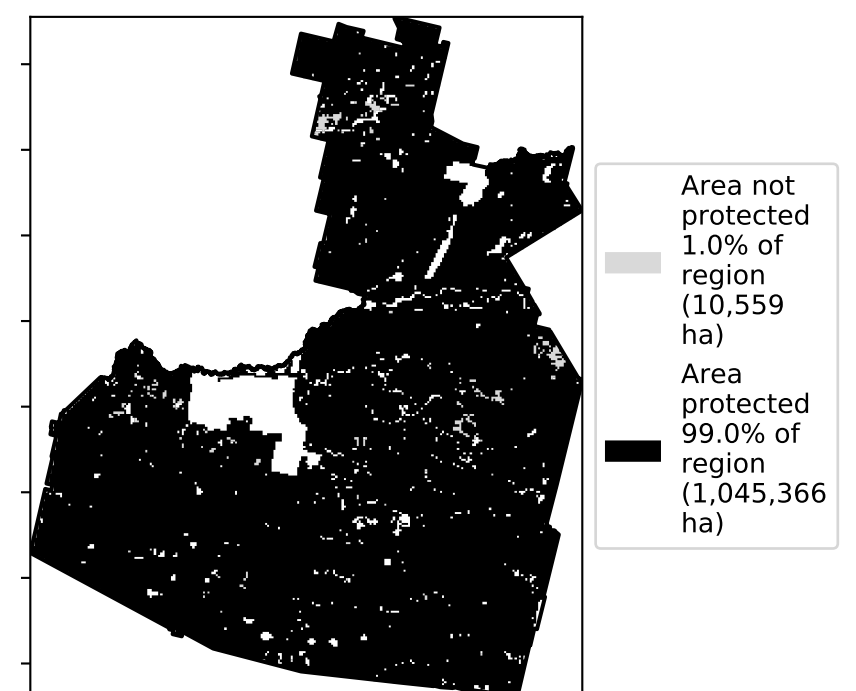 Area not
protected
1.0% of
region
(10,559
ha)
Area
protected
99.0% of
region
(1,045,366
ha)